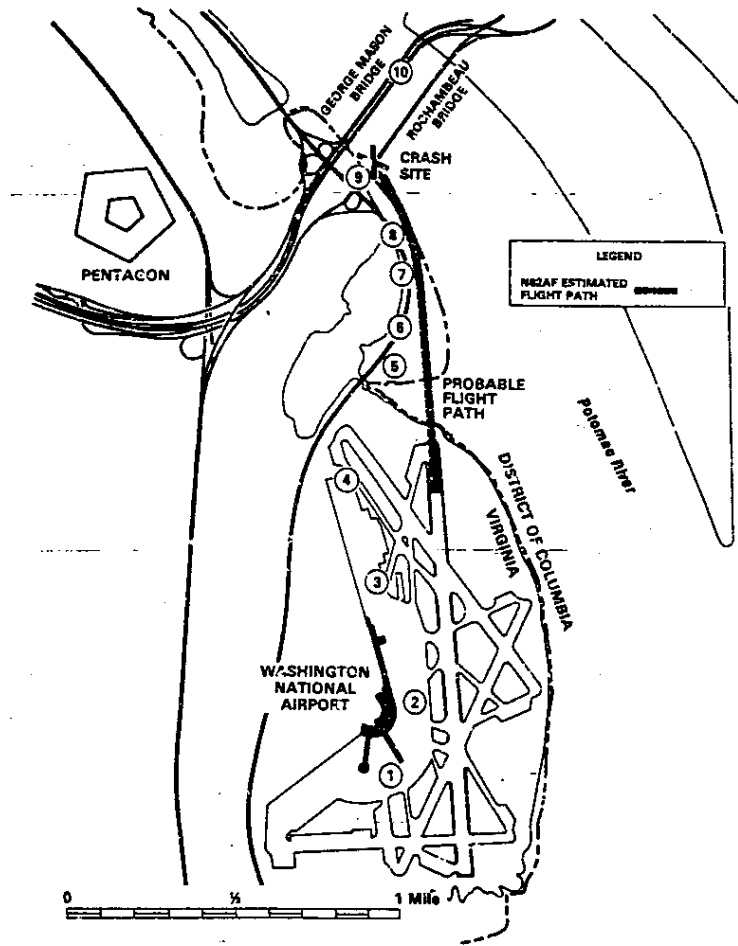 GEORGE MASON
BRIDGE
10
ROCHAMBEAU
BRIDGE
CRASH
SITE
9
PENTAGON
8
7
LEGEND
N62AF ESTIMATED
FLIGHT PATH
6
5
PROBABLE
FLIGHT
PATH
Potomac River
4
DISTRICT OF COLUMBIA
VIRGINIA
3
WASHINGTON
NATIONAL
AIRPORT
2
1
0
½
1 Mile